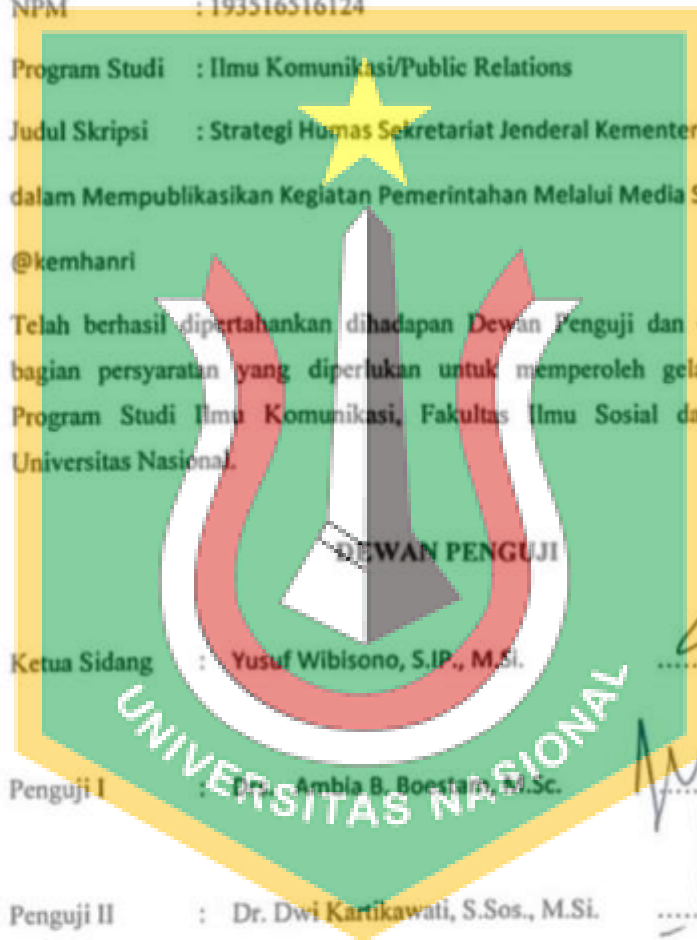 NPM : 193516516124
Program Studi : Ilmu Komunikasi/Public Relations
Judul Skripsi : Strategi Humas Sekretariat Jenderal Kementer
dalam Mempublikasikan Kegiatan Pemerintahan Melalui Media S
@kemhanri
Telah berhasil dipertahankan dihadapan Dewan Penguji dan
bagian persyaratan yang diperlukan untuk memperoleh gela
Program Studi Ilmu Komunikasi, Fakultas Ilmu Sosial da
Universitas Nasional.
DEWAN PENGUJI
Ketua Sidang : Yusuf Wibisono, S.IP., M.Si.
Penguji I : Drs. Ambia B. Boestam, M.Sc.
Penguji II : Dr. Dwi Kartikawati, S.Sos., M.Si.
UNIVERSITAS NASIONAL